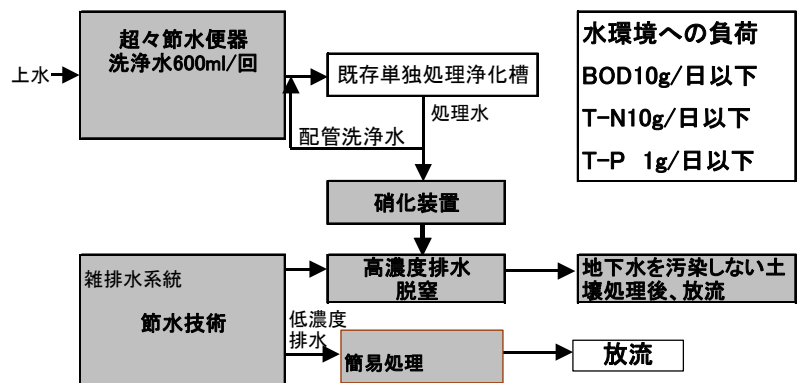 超々節水便器
洗浄水600ml/回
上水
既存単独処理浄化槽
処理水
配管洗浄水
水環境への負荷
BOD10g/日以下
T-N10g/日以下
T-P 1g/日以下
硝化装置
雑排水系統
節水技術
高濃度排水
脱窒
地下水を汚染しない土
壌処理後、放流
低濃度
排水
簡易処理
放流